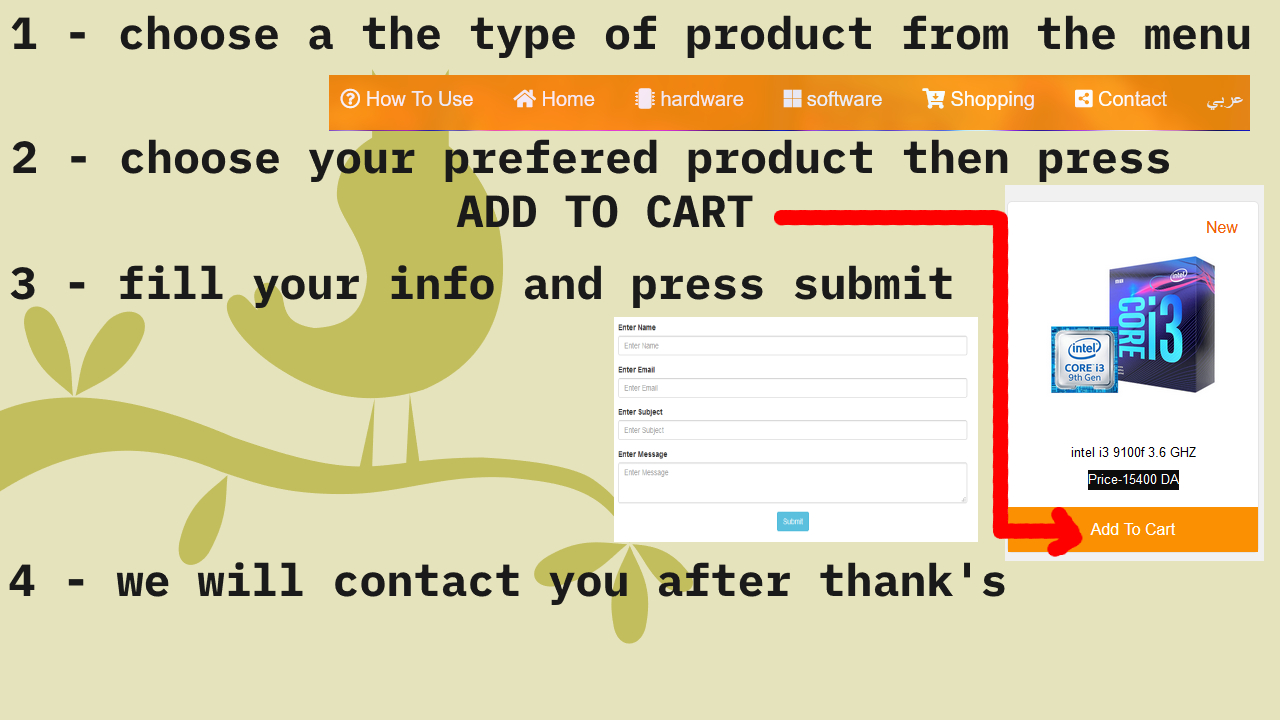 1 - choose a the type of product from the menu
How To Use Home hardware software Shopping Contact عربي
2 - choose your prefered product then press
ADD TO CART
New
3 - fill your info and press submit
CORE i3
intel
CORE i3
9th Gen
Enter Name
Enter Name
Enter Email
Enter Email
Enter Subject
Enter Subject
Enter Message
Enter Message
Submit
intel i3 9100f 3.6 GHZ
Price-15400 DA
Add To Cart
4 - we will contact you after thank's